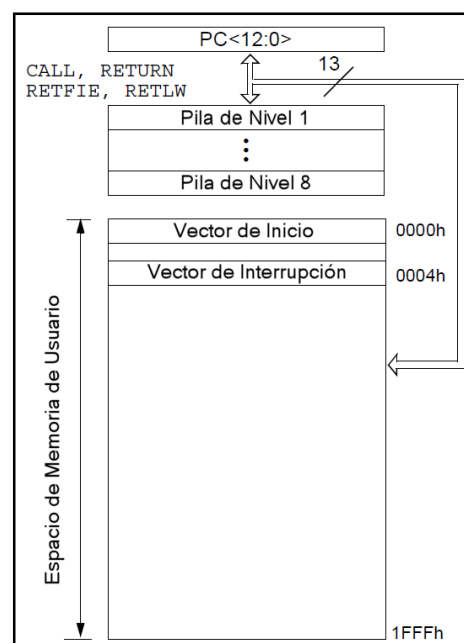 PC<12:0>
CALL, RETURN
RETFIE, RETLW
13
Pila de Nivel 1
Pila de Nivel 8
Vector de Inicio
0000h
Vector de Interrupción
0004h
Espacio de Memoria de Usuario
1FFFh